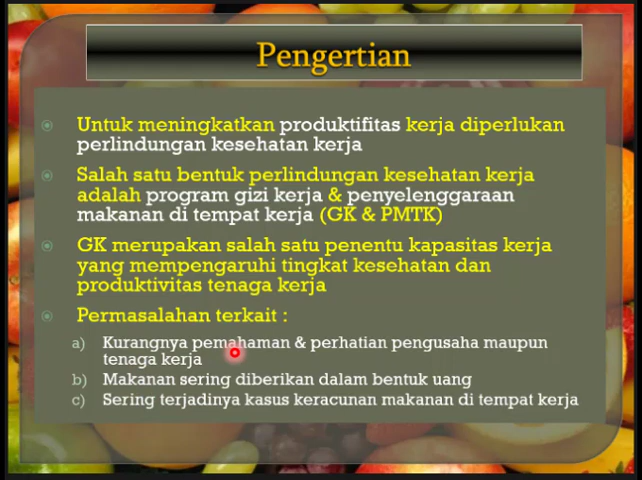 Pengertian
Untuk meningkatkan produktifitas kerja diperlukan
perlindungan kesehatan kerja
Salah satu bentuk perlindungan kesehatan kerja
adalah program gizi kerja & penyelenggaraan
makanan di tempat kerja (GK & PMTK)
GK merupakan salah satu penentu kapasitas kerja
yang mempengaruhi tingkat kesehatan dan
produktivitas tenaga kerja
Permasalahan terkait :
a) Kurangnya pemahaman & perhatian pengusaha maupun
tenaga kerja
b) Makanan sering diberikan dalam bentuk uang
c) Sering terjadinya kasus keracunan makanan di tempat kerja